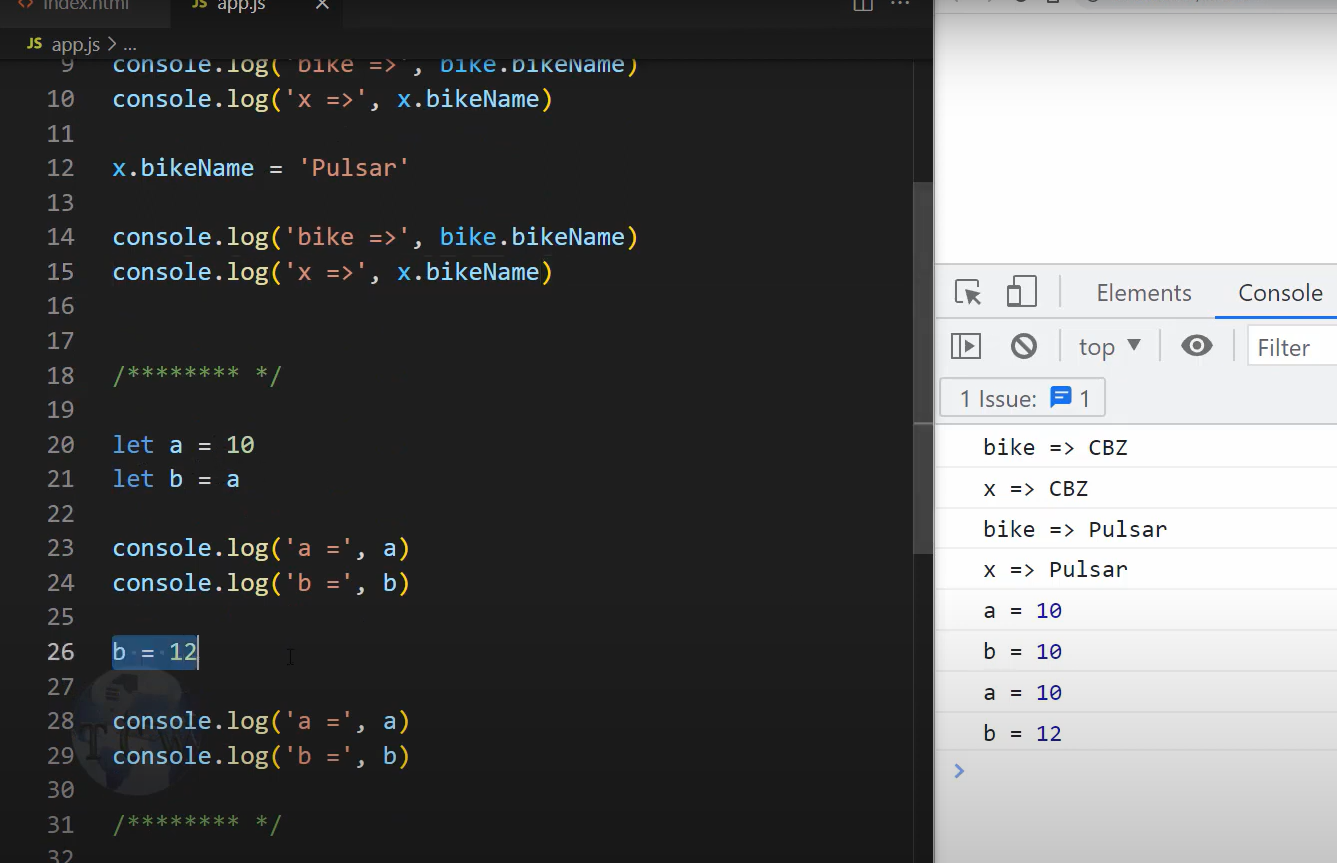 index.html
JS app.js ×
JS app.js > ...
9 console.log('bike =>', bike.bikeName)
10 console.log('x =>', x.bikeName)
11
12 x.bikeName = 'Pulsar'
13
14 console.log('bike =>', bike.bikeName)
15 console.log('x =>', x.bikeName)
16
17
18 /******** */
19
20 let a = 10
21 let b = a
22
23 console.log('a =', a)
24 console.log('b =', b)
25
26 b = 12
27
28 console.log('a =', a)
29 console.log('b =', b)
30
31 /******** */
32
Elements Console
top Filter
1 Issue: 1
bike => CBZ
x => CBZ
bike => Pulsar
x => Pulsar
a = 10
b = 10
a = 10
b = 12
>